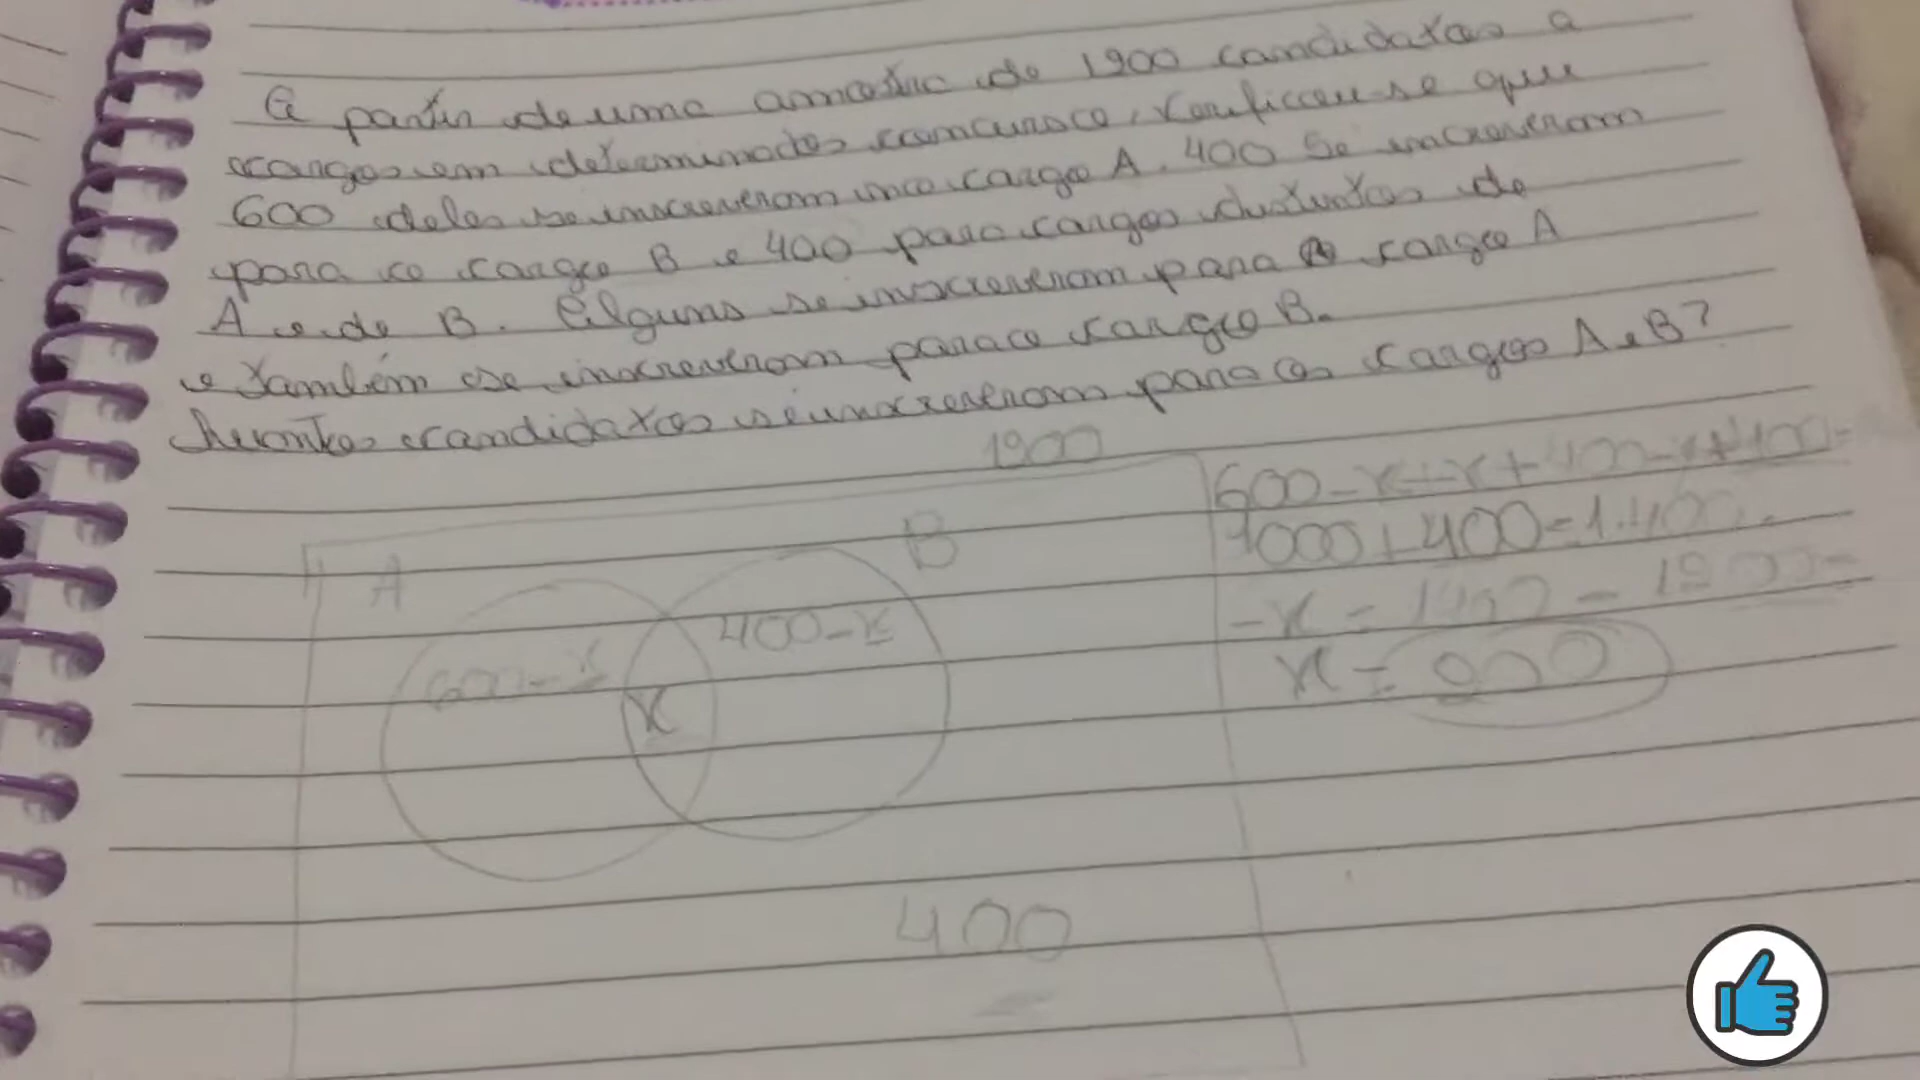 A partir de uma amostra de 1900 candidatos a
cargos em determinados concurso, verificou-se que
600 deles se inscreveram no cargo A. 400 se inscreveram
para o cargo B e 400 para cargos distintos de
A e de B. Alguns se inscreveram para o cargo A
e também se inscreveram para o cargo B.
candidatos se inscreveram para os cargos A e B?
1900
A
B
600-x
x
400-x
400
600-x+x+400-x+400=
1000+400=1.400.
-x=1400-1900=
x=